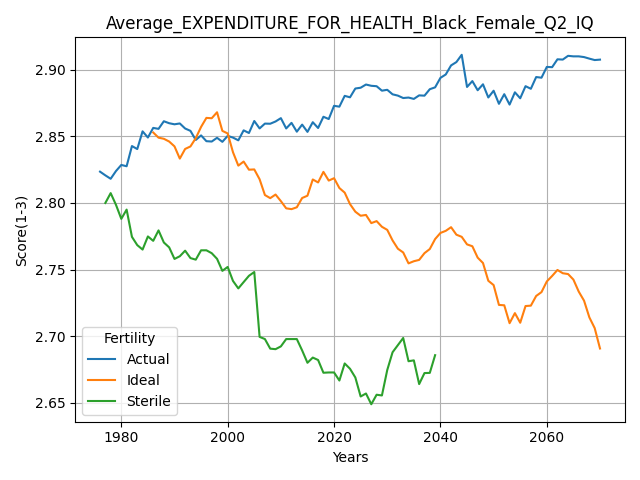 Average_EXPENDITURE_FOR_HEALTH_Black_Female_Q2_IQ
Score(1-3)
2.90
2.85
2.80
2.75
2.70
2.65
Fertility
Actual
Ideal
Sterile
1980 2000 2020 2040 2060
Years